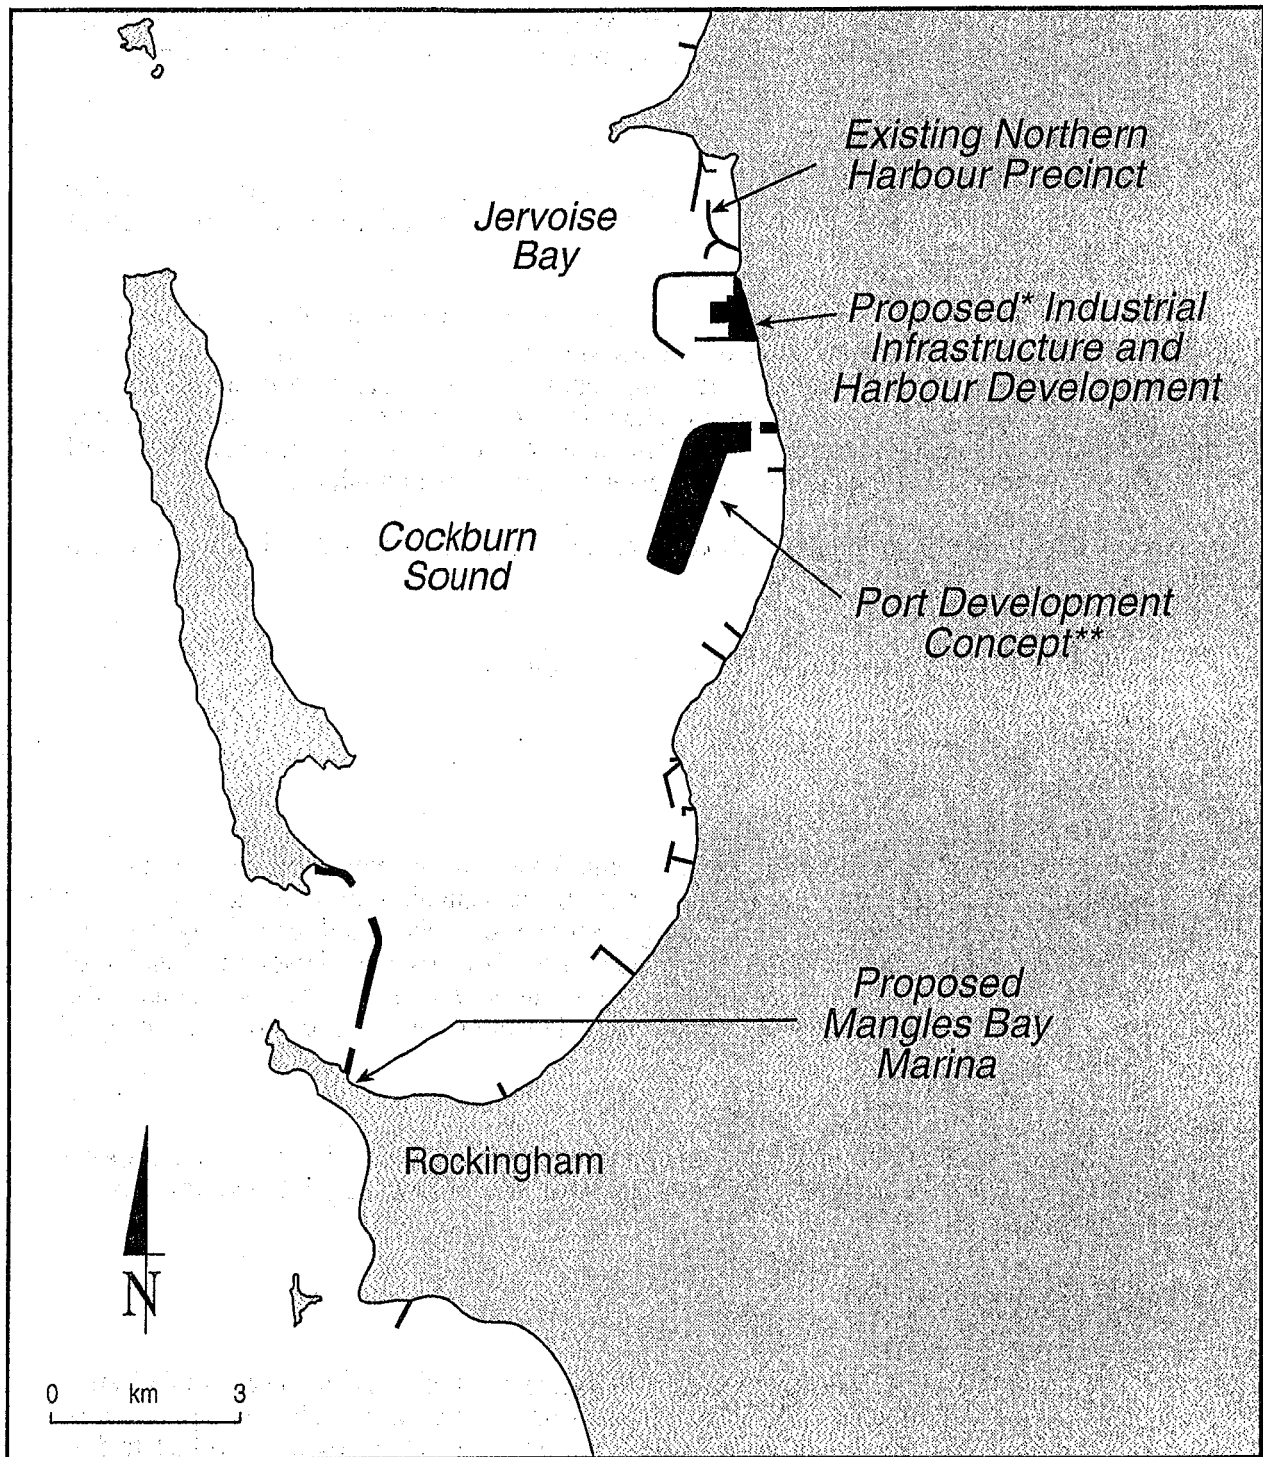 Existing Northern
Harbour Precinct
Jervoise
Bay
Proposed* Industrial
Infrastructure and
Harbour Development
Cockburn
Sound
Port Development
Concept**
Proposed
Mangles Bay
Marina
Rockingham
N
0 km 3